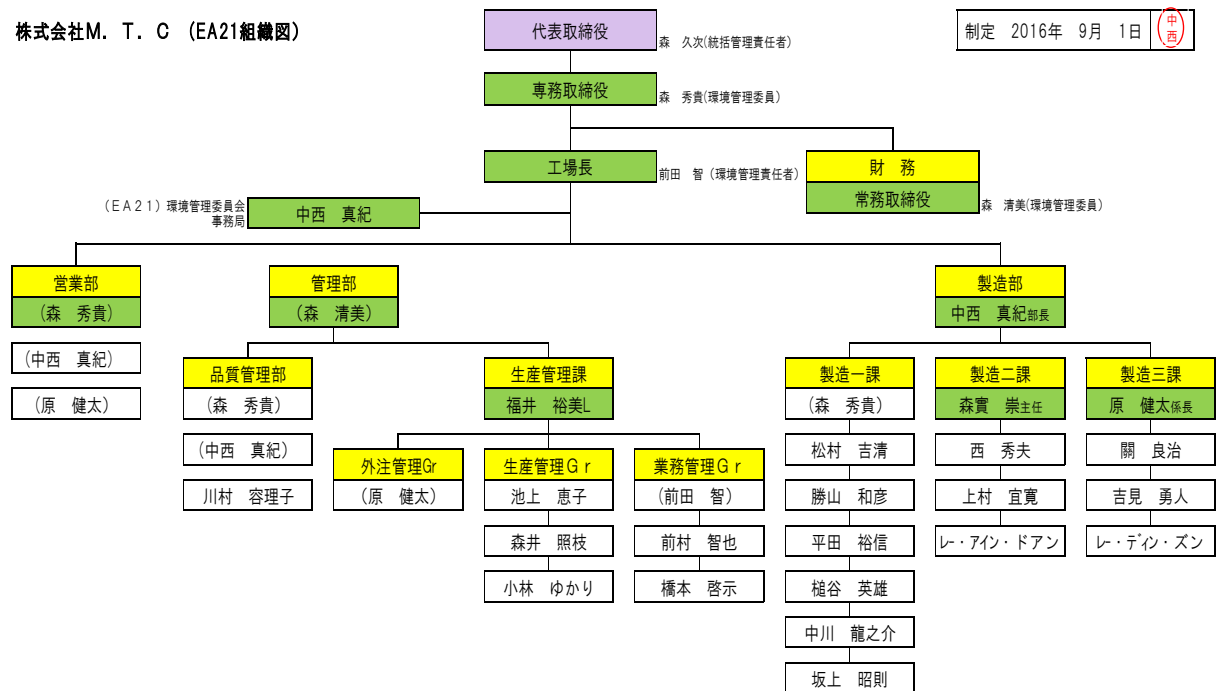 株式会社M．T．C （EA21組織図）
代表取締役
森　久次(統括管理責任者)
制定　2016年　9月　1日
中西
専務取締役
森　秀貴(環境管理委員)
工場長
前田　智（環境管理責任者）
財　務
常務取締役
森　清美(環境管理委員)
（ＥＡ２１）環境管理委員会
事務局
中西　真紀
営業部
(森　秀貴)
(中西　真紀)
(原　健太)
管理部
(森　清美)
製造部
中西　真紀部長
品質管理部
(森　秀貴)
(中西　真紀)
川村　容理子
生産管理課
福井　裕美L
外注管理Gr
(原　健太)
生産管理Ｇｒ
池上　恵子
森井　照枝
小林　ゆかり
業務管理Ｇｒ
(前田　智)
前村　智也
橋本　啓示
製造一課
(森　秀貴)
松村　吉清
勝山　和彦
平田　裕信
槌谷　英雄
中川　龍之介
坂上　昭則
製造二課
森實　崇主任
西　秀夫
上村　宜寛
ﾚｰ・アイン・ドアン
製造三課
原　健太係長
關　良治
吉見　勇人
ﾚｰ・ディン・ズン